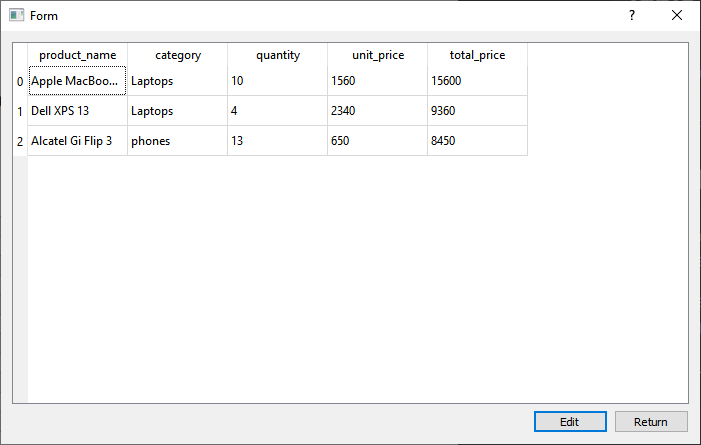 Form
?
product_name category quantity unit_price total_price
0 Apple MacBoo... Laptops 10 1560 15600
1 Dell XPS 13 Laptops 4 2340 9360
2 Alcatel Gi Flip 3 phones 13 650 8450
Edit Return